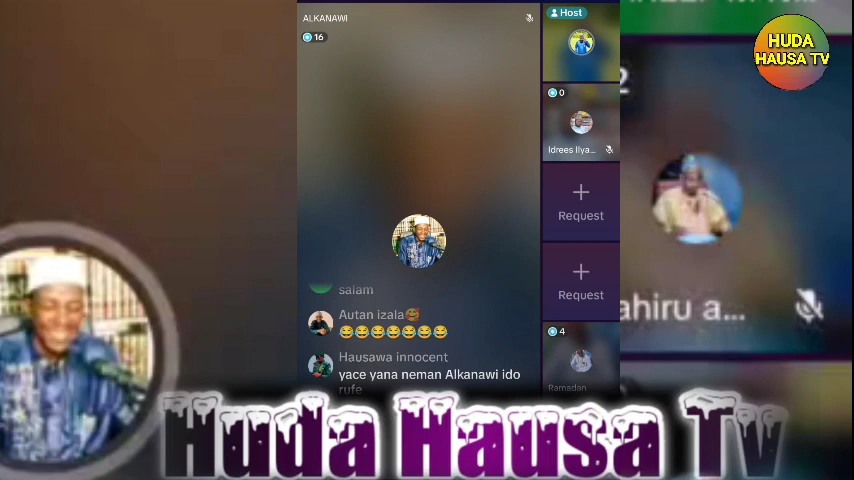 ALKANAWI
16
salam
Autan izala🥰
😂😂😂😂😂😂😂
Hausawa innocent
yace yana neman Alkanawi ido
rufe
Host
0
Idrees Ilya...
Request
Request
4
Ramadan
HUDA
HAUSA TV
2
ahiru a...
Huda Hausa Tv